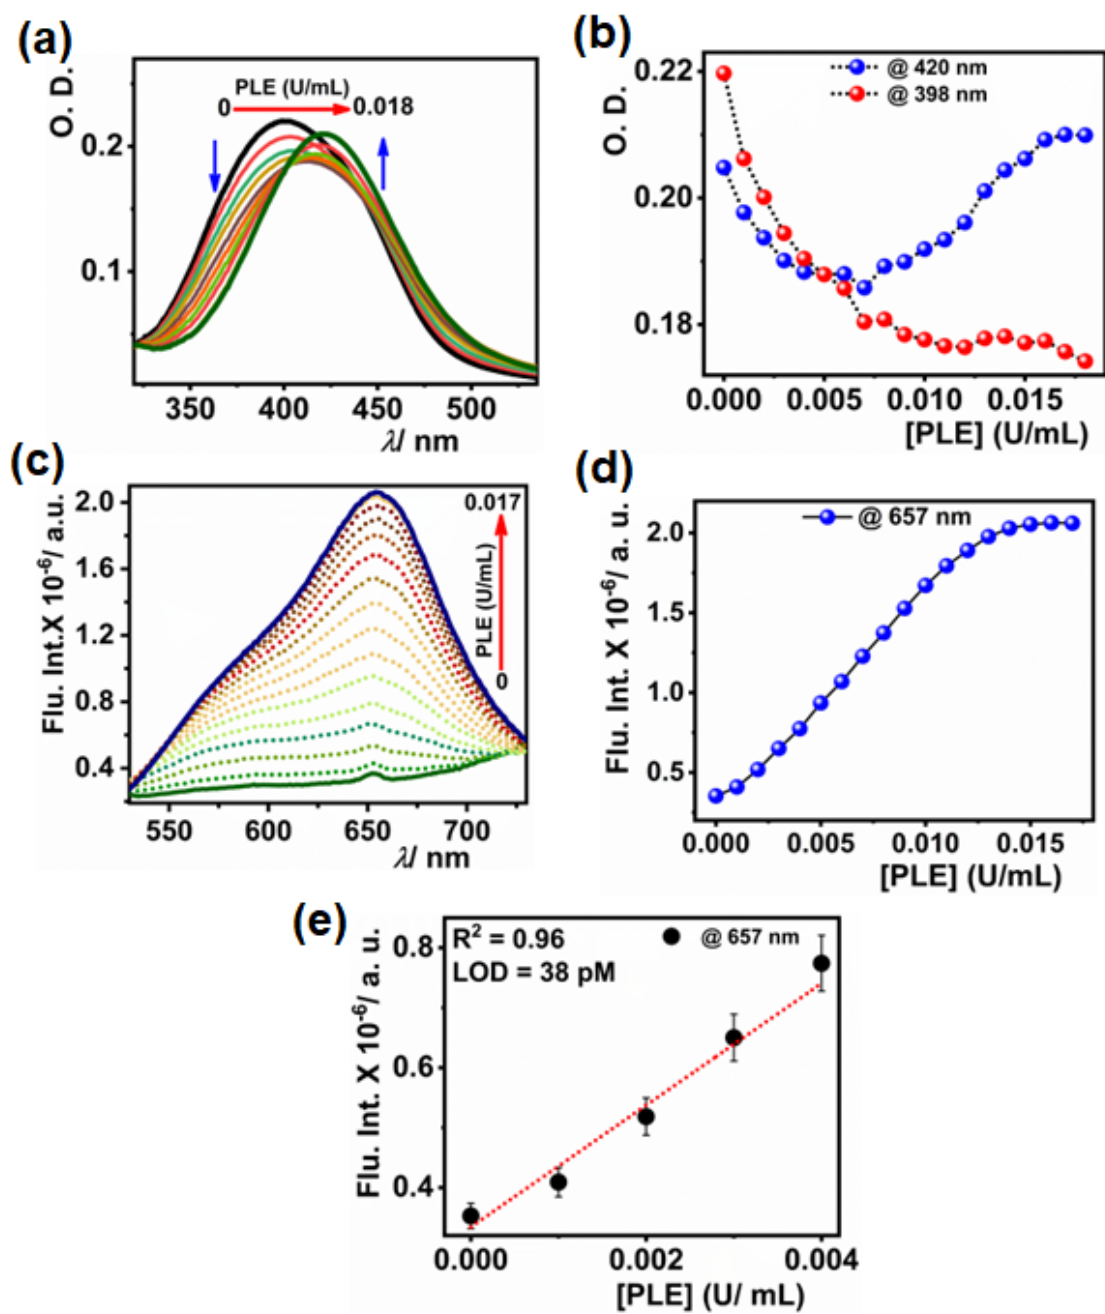 (a)
PLE (U/mL)
0 0.018
O. D.
0.2
0.1
350 400 450 500
λ/ nm
(b)
@ 420 nm
@ 398 nm
O. D.
0.22
0.20
0.18
0.000 0.005 0.010 0.015
[PLE] (U/mL)
(c)
Flu. Int.X 10⁻⁶/ a.u.
2.0
1.6
1.2
0.8
0.4
0.017
PLE (U/mL)
0
550 600 650 700
λ/ nm
(d)
@ 657 nm
Flu. Int. X 10⁻⁶/ a. u.
2.0
1.5
1.0
0.5
0.000 0.005 0.010 0.015
[PLE] (U/mL)
(e)
R² = 0.96
LOD = 38 pM
@ 657 nm
Flu. Int. X 10⁻⁶/ a. u.
0.8
0.6
0.4
0.000 0.002 0.004
[PLE] (U/ mL)